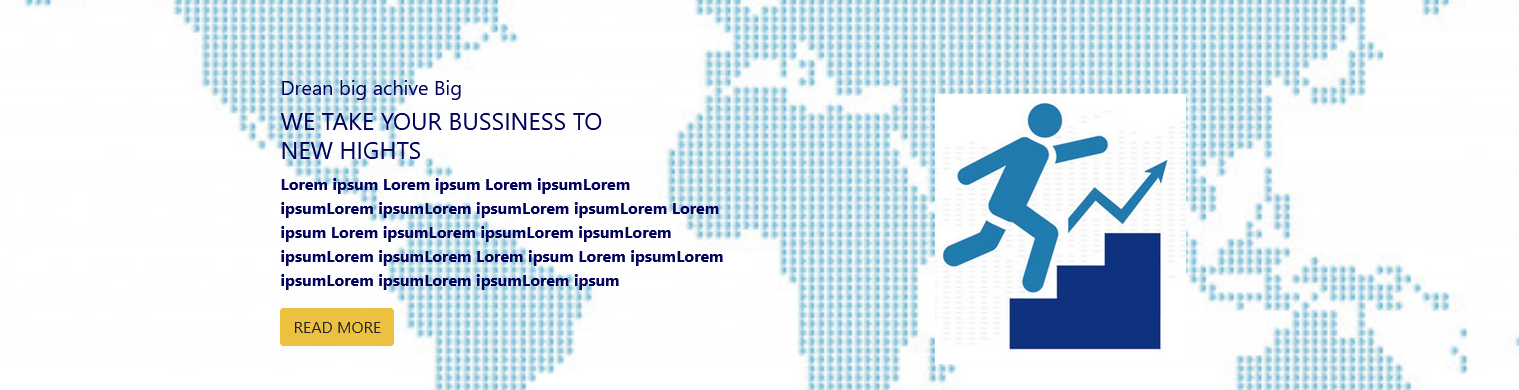 Drean big achive Big
WE TAKE YOUR BUSSINESS TO
NEW HIGHTS
Lorem ipsum Lorem ipsum Lorem ipsumLorem
ipsumLorem ipsumLorem ipsumLorem ipsumLorem Lorem
ipsum Lorem ipsumLorem ipsumLorem ipsumLorem
ipsumLorem ipsumLorem Lorem ipsum Lorem ipsumLorem
ipsumLorem ipsumLorem ipsumLorem ipsum
READ MORE